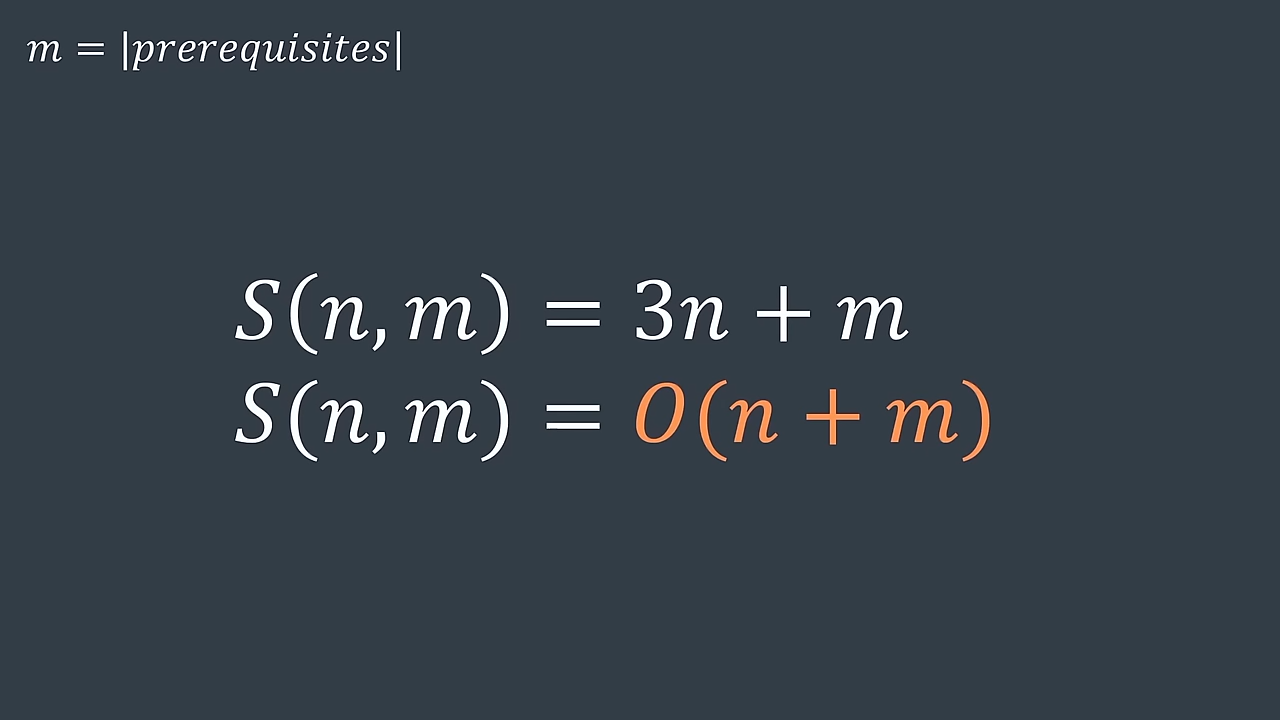 m = |prerequisites|
S(n, m) = 3n + m
S(n, m) = O(n + m)